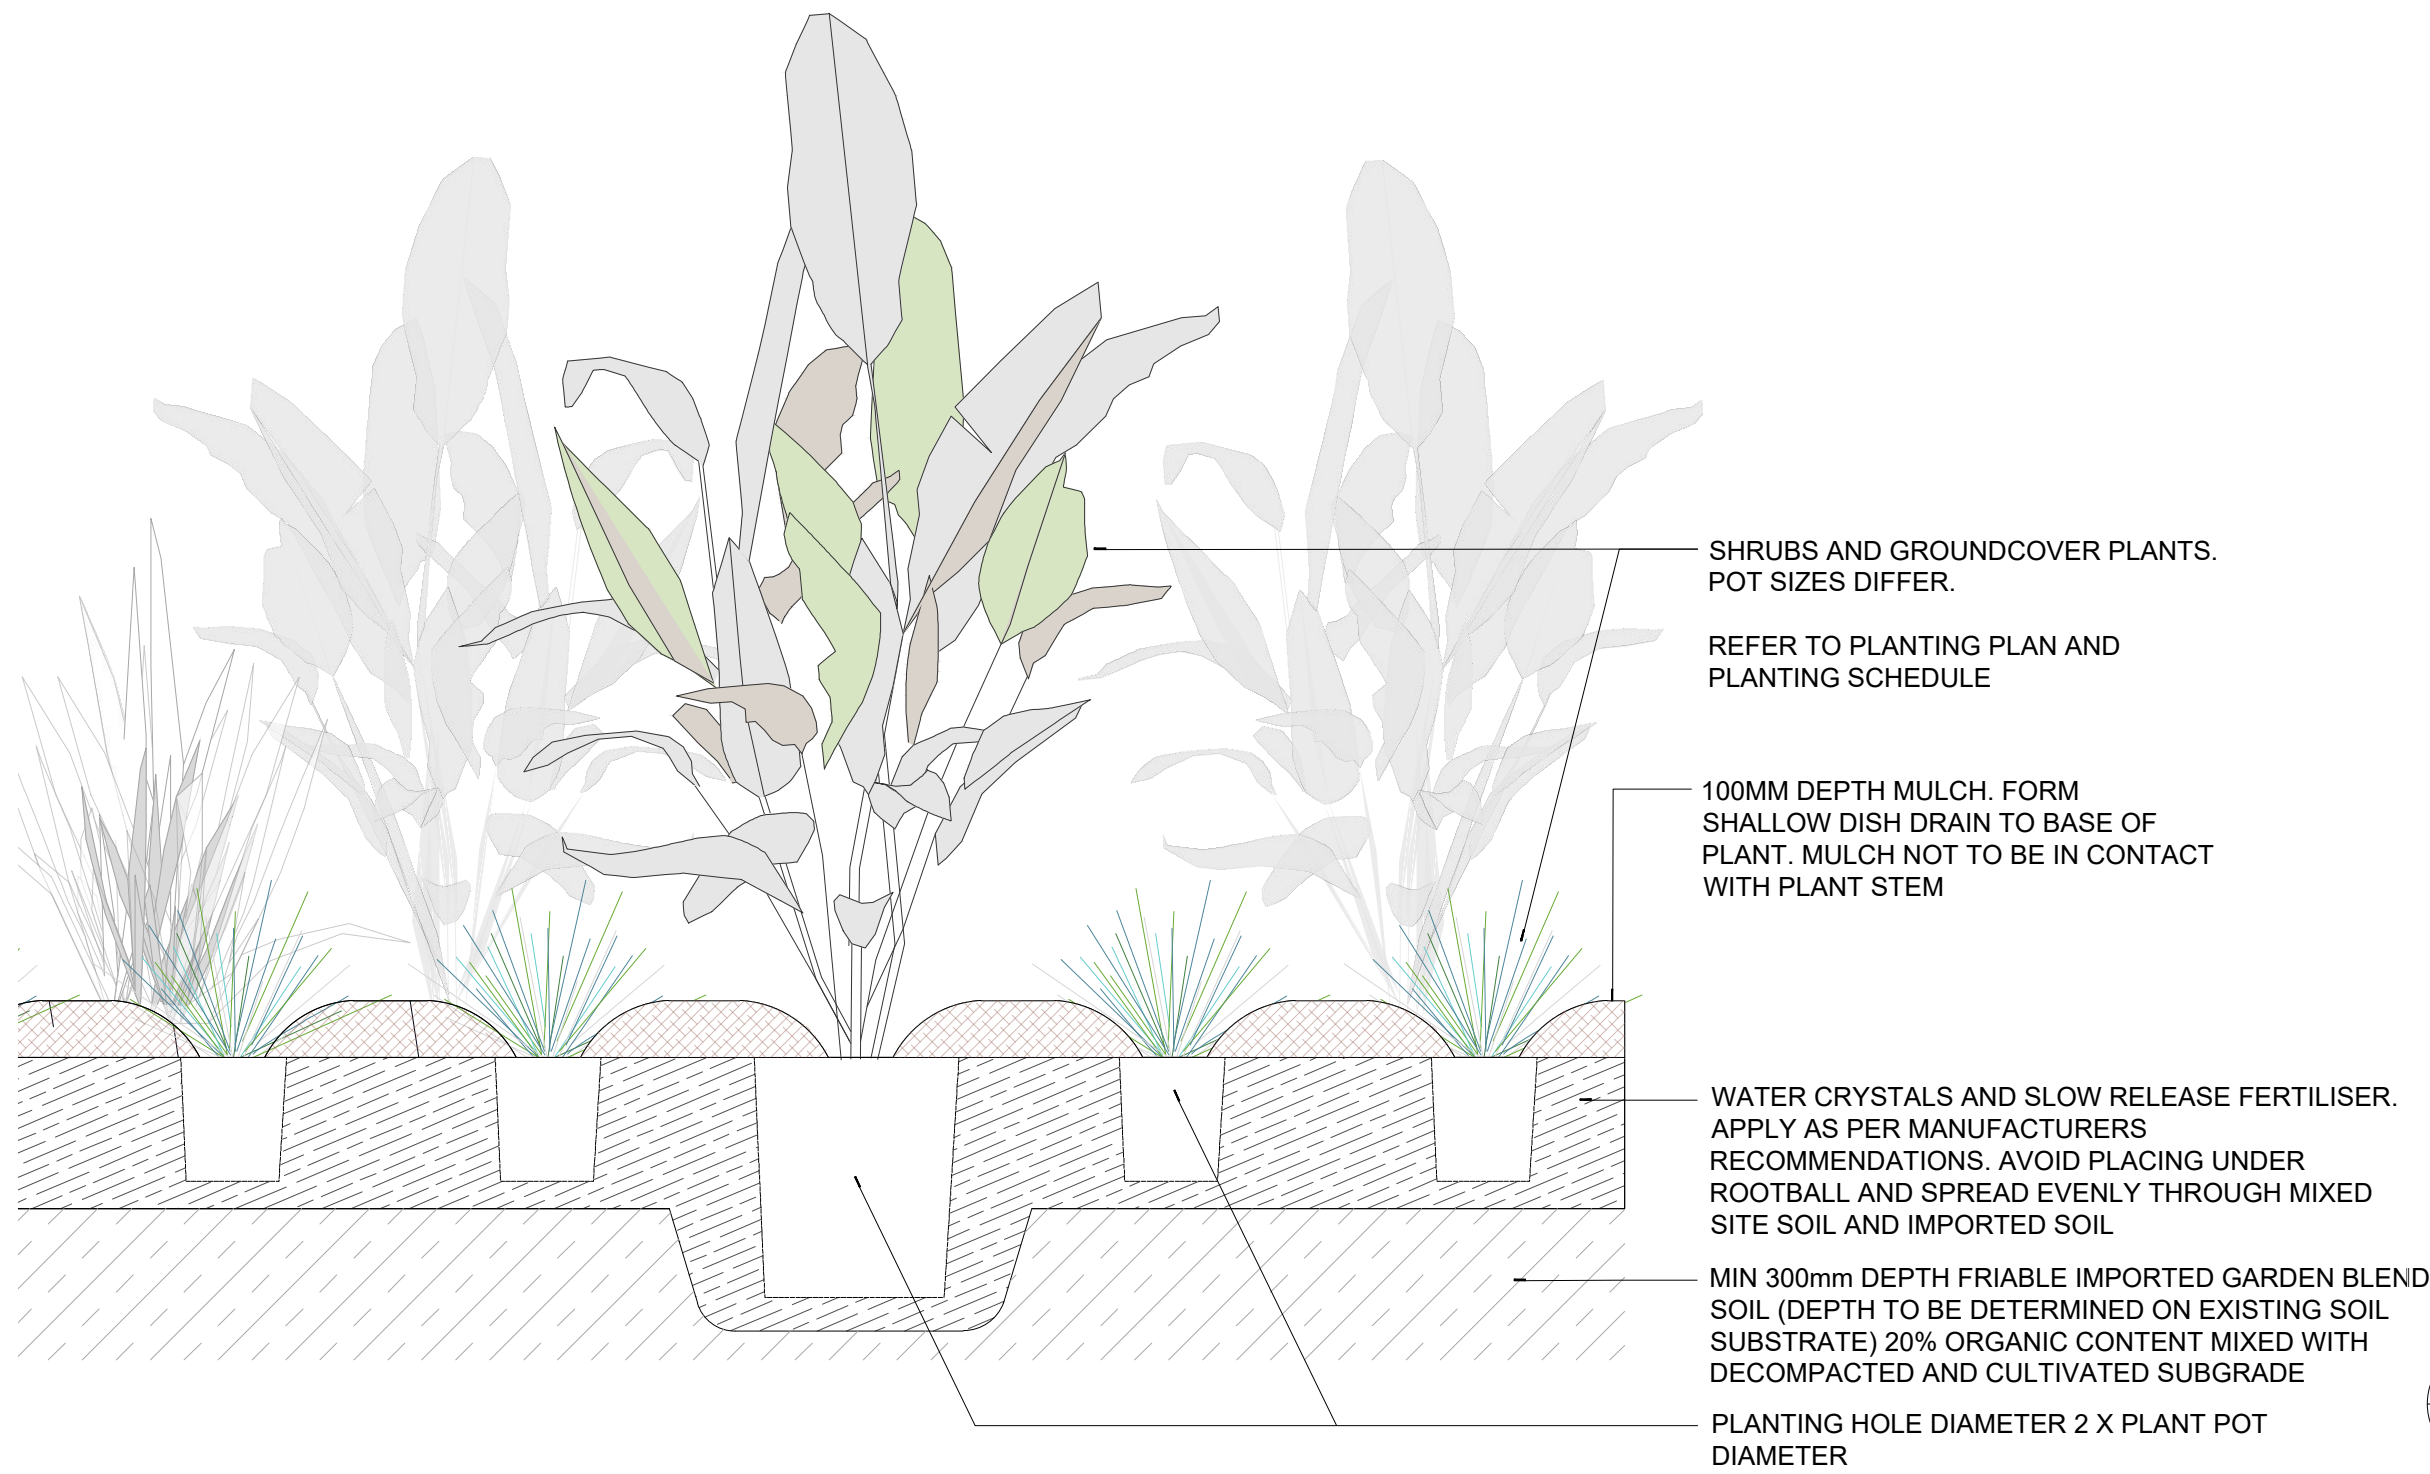 SHRUBS AND GROUNDCOVER PLANTS.
POT SIZES DIFFER.
REFER TO PLANTING PLAN AND
PLANTING SCHEDULE
100MM DEPTH MULCH. FORM
SHALLOW DISH DRAIN TO BASE OF
PLANT. MULCH NOT TO BE IN CONTACT
WITH PLANT STEM
WATER CRYSTALS AND SLOW RELEASE FERTILISER.
APPLY AS PER MANUFACTURERS
RECOMMENDATIONS. AVOID PLACING UNDER
ROOTBALL AND SPREAD EVENLY THROUGH MIXED
SITE SOIL AND IMPORTED SOIL
MIN 300mm DEPTH FRIABLE IMPORTED GARDEN BLEND
SOIL (DEPTH TO BE DETERMINED ON EXISTING SOIL
SUBSTRATE) 20% ORGANIC CONTENT MIXED WITH
DECOMPACTED AND CULTIVATED SUBGRADE
PLANTING HOLE DIAMETER 2 X PLANT POT
DIAMETER